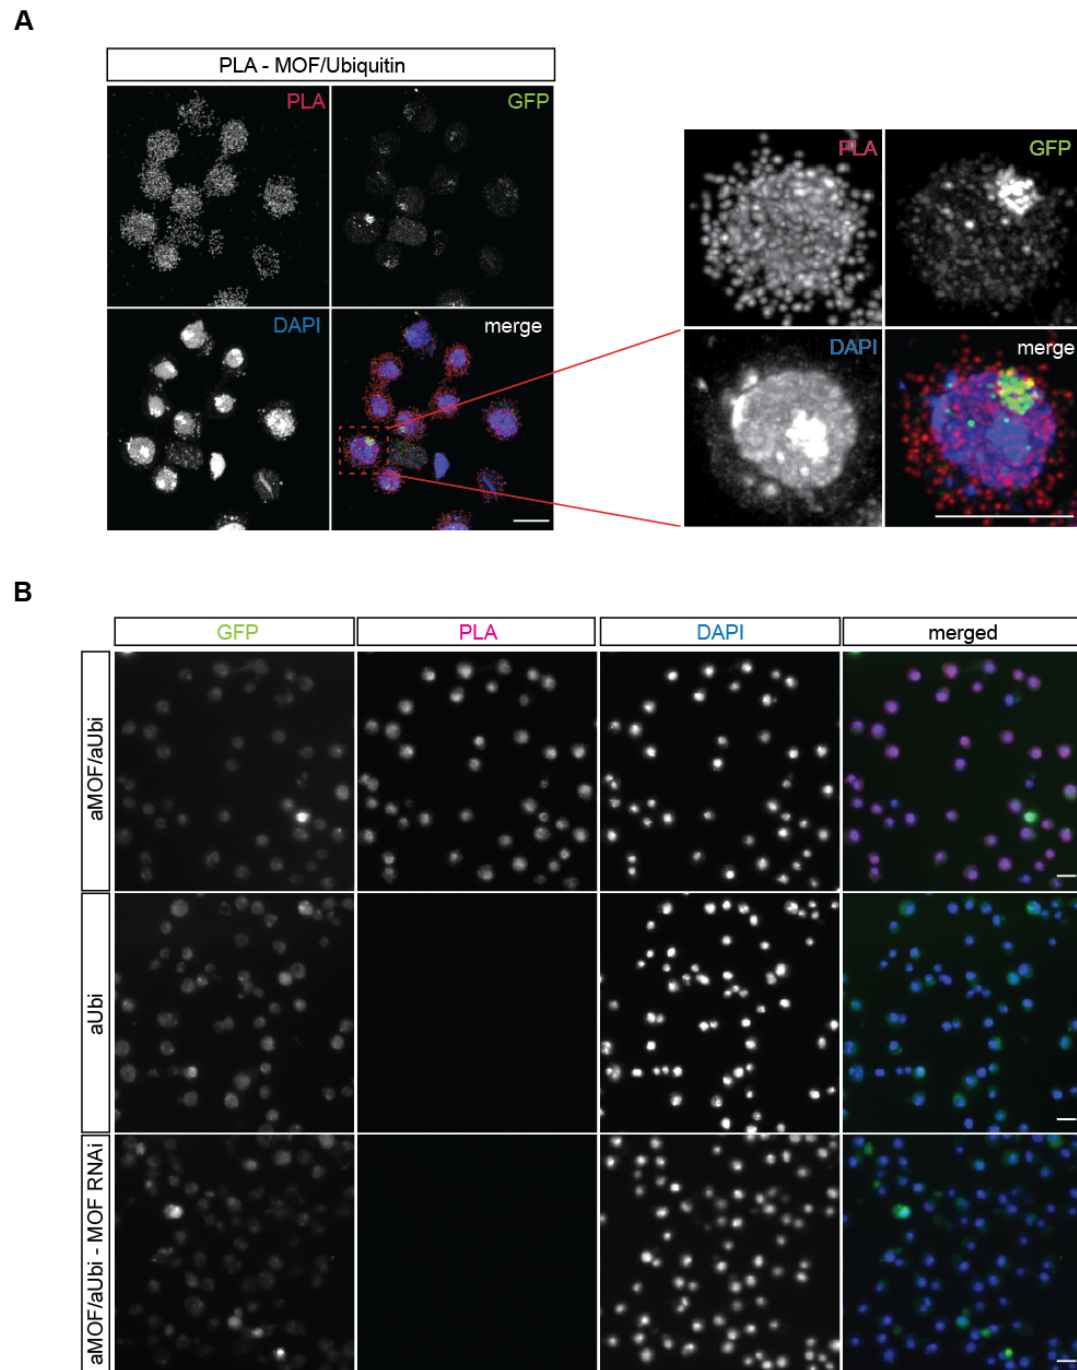 A
PLA - MOF/Ubiquitin
PLA
GFP
DAPI
merge
PLA
GFP
DAPI
merge
B
GFP
PLA
DAPI
merged
aMOF/aUbi
aUbi
aMOF/aUbi - MOF RNAi